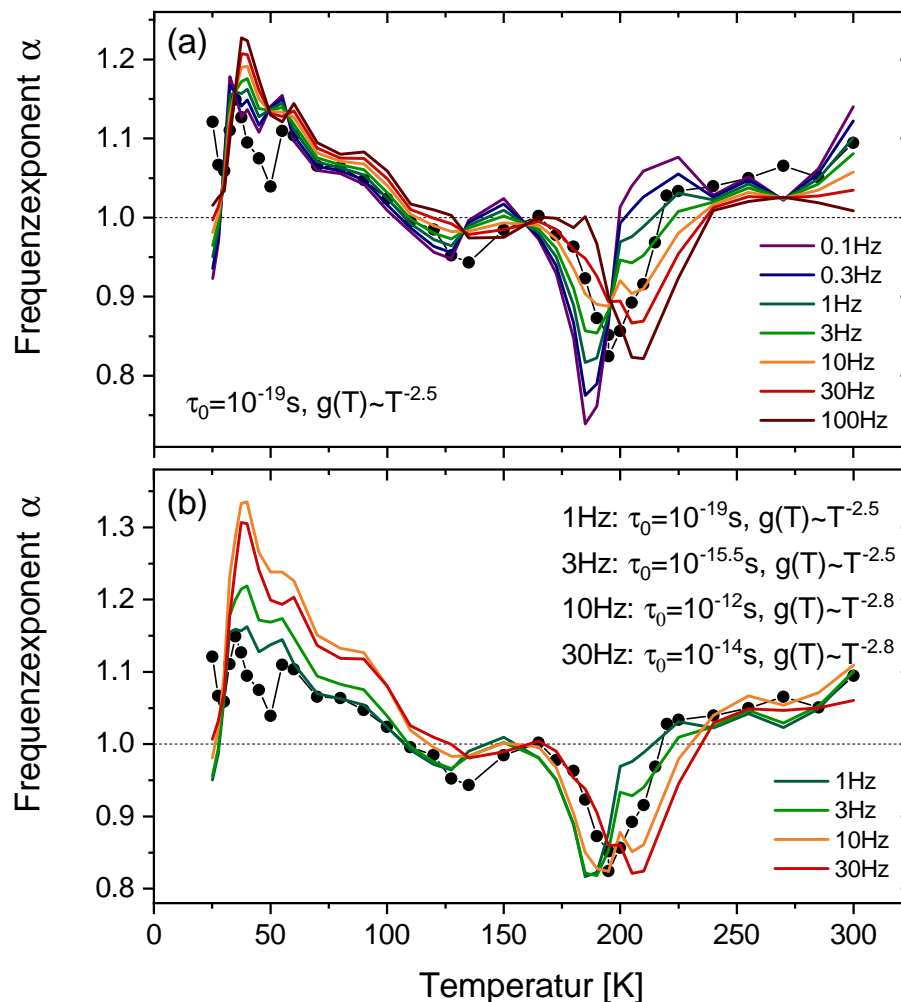 (a)
Frequenzexponent α
1.2
1.1
1.0
0.9
0.8
0.1Hz
0.3Hz
1Hz
3Hz
10Hz
30Hz
100Hz
τ₀=10⁻¹⁹s, g(T)~T⁻²·⁵
(b)
Frequenzexponent α
1.3
1.2
1.1
1.0
0.9
0.8
1Hz: τ₀=10⁻¹⁹s, g(T)~T⁻²·⁵
3Hz: τ₀=10⁻¹⁵·⁵s, g(T)~T⁻²·⁵
10Hz: τ₀=10⁻¹²s, g(T)~T⁻²·⁸
30Hz: τ₀=10⁻¹⁴s, g(T)~T⁻²·⁸
1Hz
3Hz
10Hz
30Hz
0 50 100 150 200 250 300
Temperatur [K]